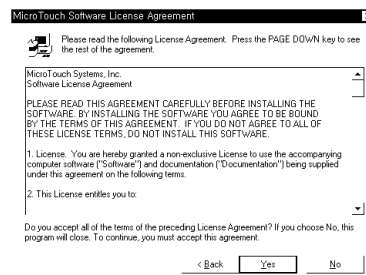 MicroTouch Software License Agreement
Please read the following License Agreement. Press the PAGE DOWN key to see
the rest of the agreement.
MicroTouch Systems, Inc.
Software License Agreement
PLEASE READ THIS AGREEMENT CAREFULLY BEFORE INSTALLING THE
SOFTWARE. BY INSTALLING THE SOFTWARE YOU AGREE TO BE BOUND
BY THE TERMS OF THIS AGREEMENT. IF YOU DO NOT AGREE TO ALL OF
THESE LICENSE TERMS, DO NOT INSTALL THIS SOFTWARE.
1. License. You are hereby granted a non-exclusive License to use the accompanying
computer software ("Software") and documentation ("Documentation") being supplied
under this agreement on the following terms.
2. This License entitles you to:
Do you accept all of the terms of the preceding License Agreement? If you choose No, this
program will close. To continue, you must accept this agreement.
< Back Yes No